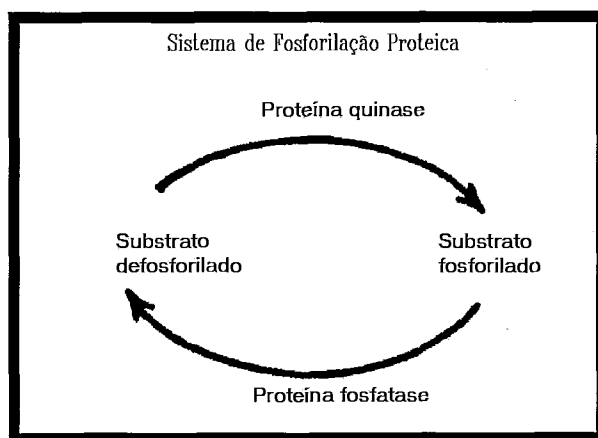 Sistema de Fosforilação Proteica
Proteína quinase
Substrato
defosforilado
Substrato
fosforilado
Proteína fosfatase